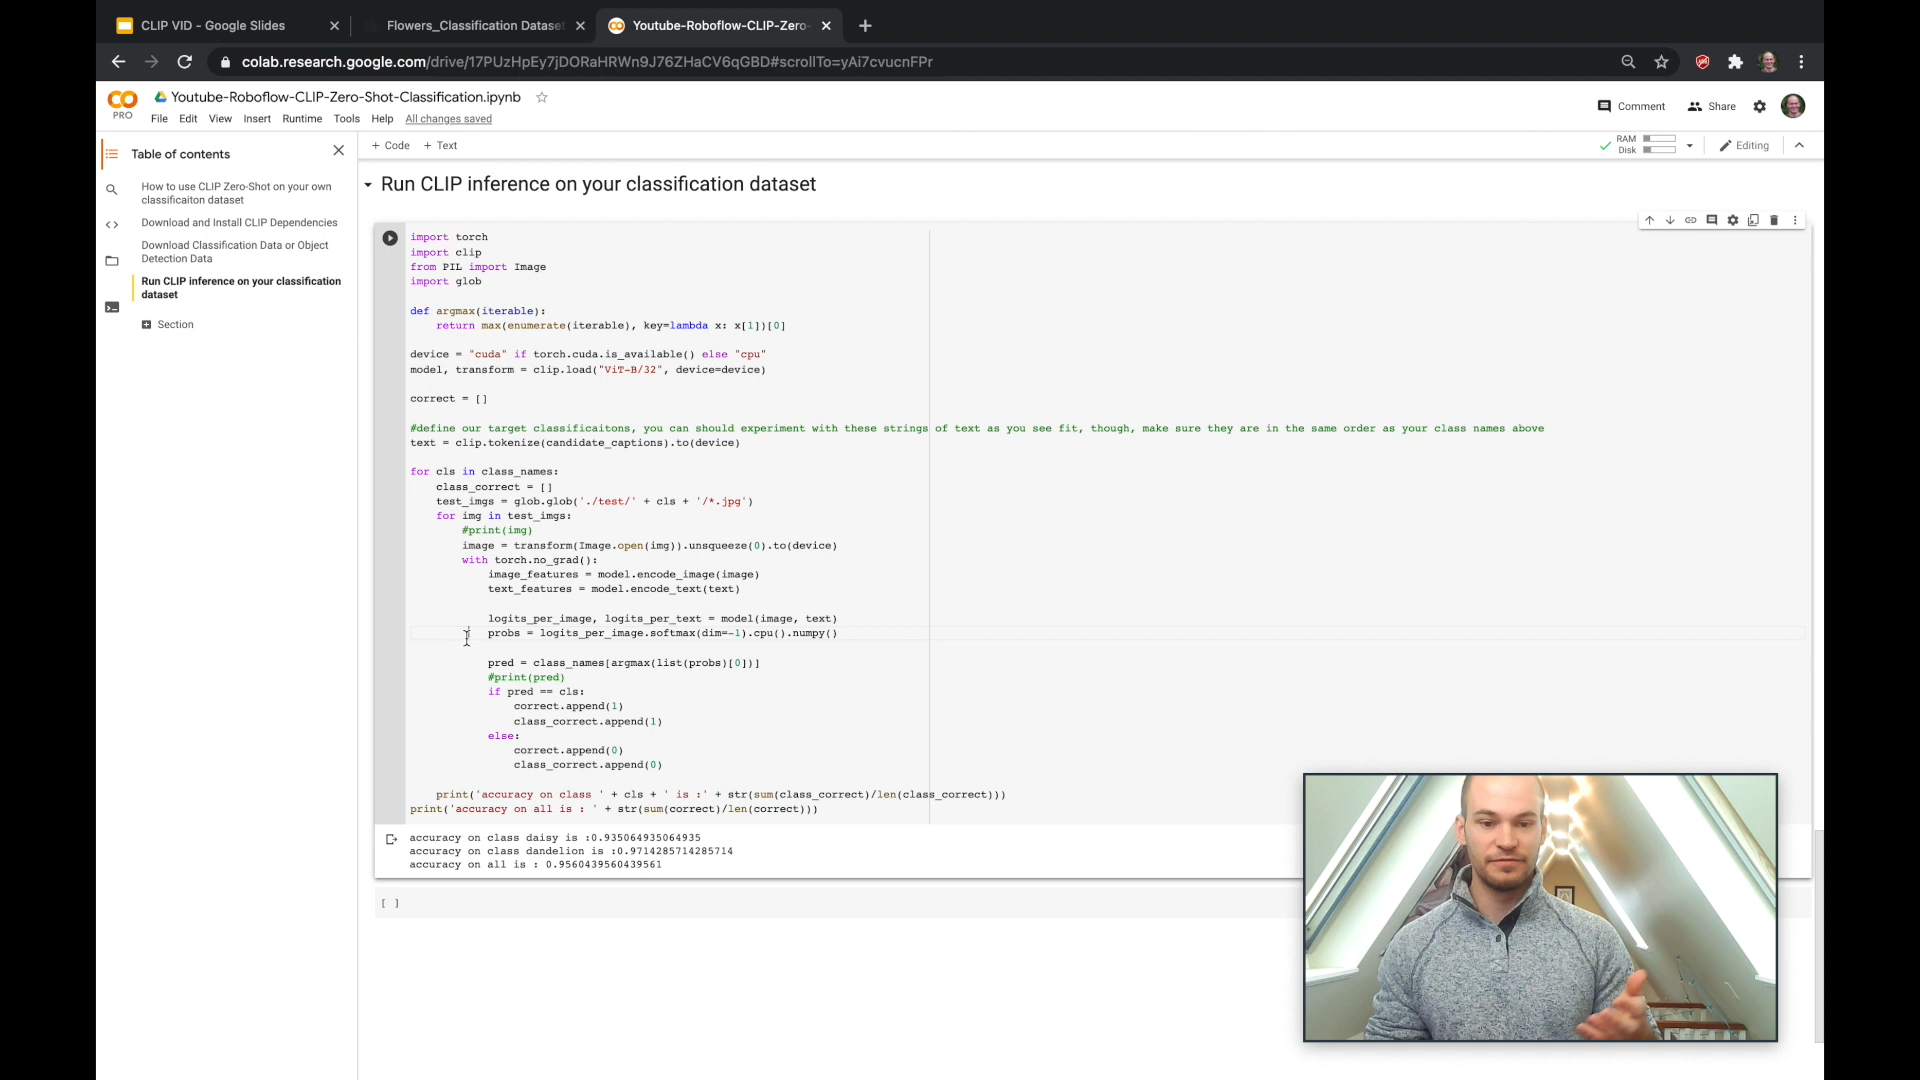 CLIP VID - Google Slides
Flowers_Classification Dataset
Youtube-Roboflow-CLIP-Zero-
colab.research.google.com/drive/17PUzHpEy7jDORaHRWn9J76ZHaCV6qGBD#scrollTo=yAi7cvucnFPr
PRO
Youtube-Roboflow-CLIP-Zero-Shot-Classification.ipynb
File Edit View Insert Runtime Tools Help All changes saved
Comment Share
Table of contents
How to use CLIP Zero-Shot on your own
classificaiton dataset
Download and Install CLIP Dependencies
Download Classification Data or Object
Detection Data
Run CLIP inference on your classification
dataset
Section
+ Code + Text
RAM
Disk
Editing
Run CLIP inference on your classification dataset
import torch
import clip
from PIL import Image
import glob
def argmax(iterable):
return max(enumerate(iterable), key=lambda x: x[1])[0]
device = "cuda" if torch.cuda.is_available() else "cpu"
model, transform = clip.load("ViT-B/32", device=device)
correct = []
#define our target classificaitons, you can should experiment with these strings of text as you see fit, though, make sure they are in the same order as your class names above
text = clip.tokenize(candidate_captions).to(device)
for cls in class_names:
class_correct = []
test_imgs = glob.glob('./test/' + cls + '/*.jpg')
for img in test_imgs:
#print(img)
image = transform(Image.open(img)).unsqueeze(0).to(device)
with torch.no_grad():
image_features = model.encode_image(image)
text_features = model.encode_text(text)
logits_per_image, logits_per_text = model(image, text)
probs = logits_per_image.softmax(dim=-1).cpu().numpy()
pred = class_names[argmax(list(probs)[0])]
#print(pred)
if pred == cls:
correct.append(1)
class_correct.append(1)
else:
correct.append(0)
class_correct.append(0)
print('accuracy on class ' + cls + ' is :' + str(sum(class_correct)/len(class_correct)))
print('accuracy on all is : ' + str(sum(correct)/len(correct)))
accuracy on class daisy is :0.935064935064935
accuracy on class dandelion is :0.9714285714285714
accuracy on all is : 0.9560439560439561
[ ]